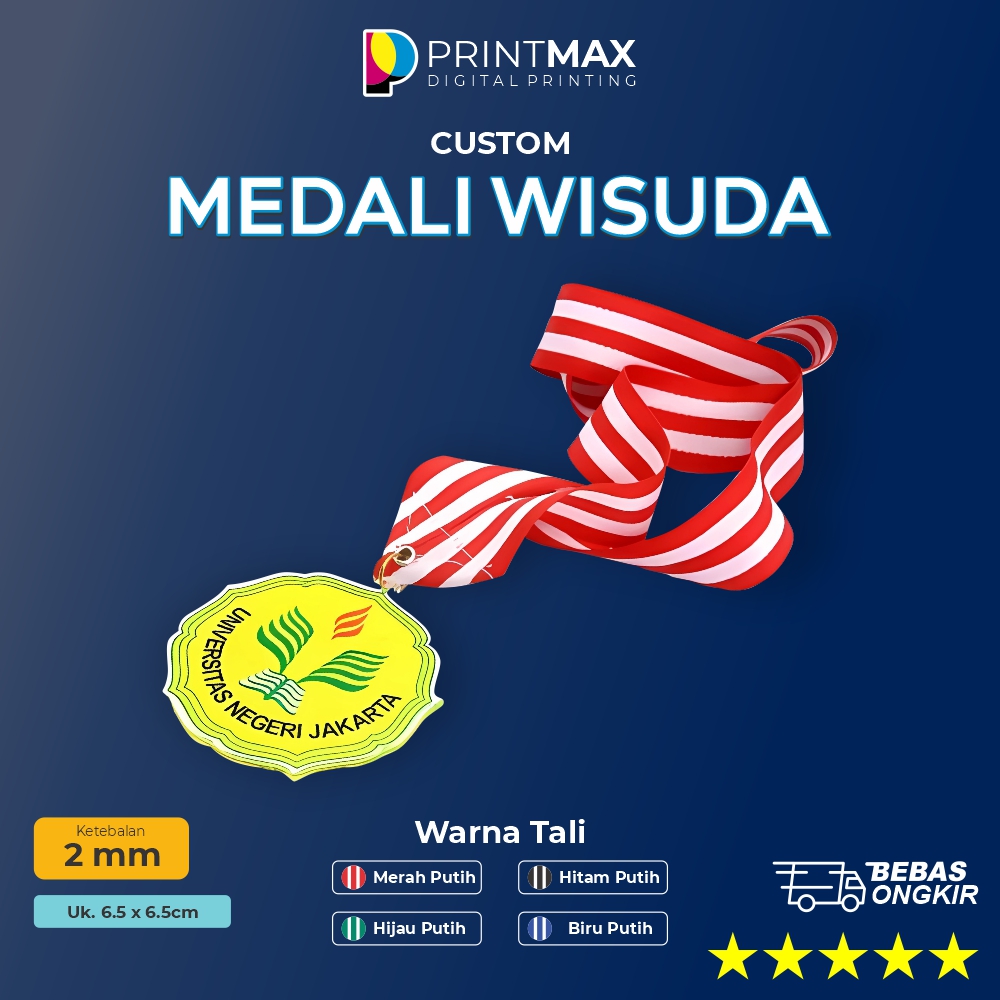 PRINTMAX
DIGITAL PRINTING
CUSTOM
MEDALI WISUDA
UNIVERSITAS NEGERI JAKARTA
Ketebalan
2 mm
Uk. 6.5 x 6.5cm
Warna Tali
Merah Putih
Hitam Putih
Hijau Putih
Biru Putih
BEBAS
ONGKIR